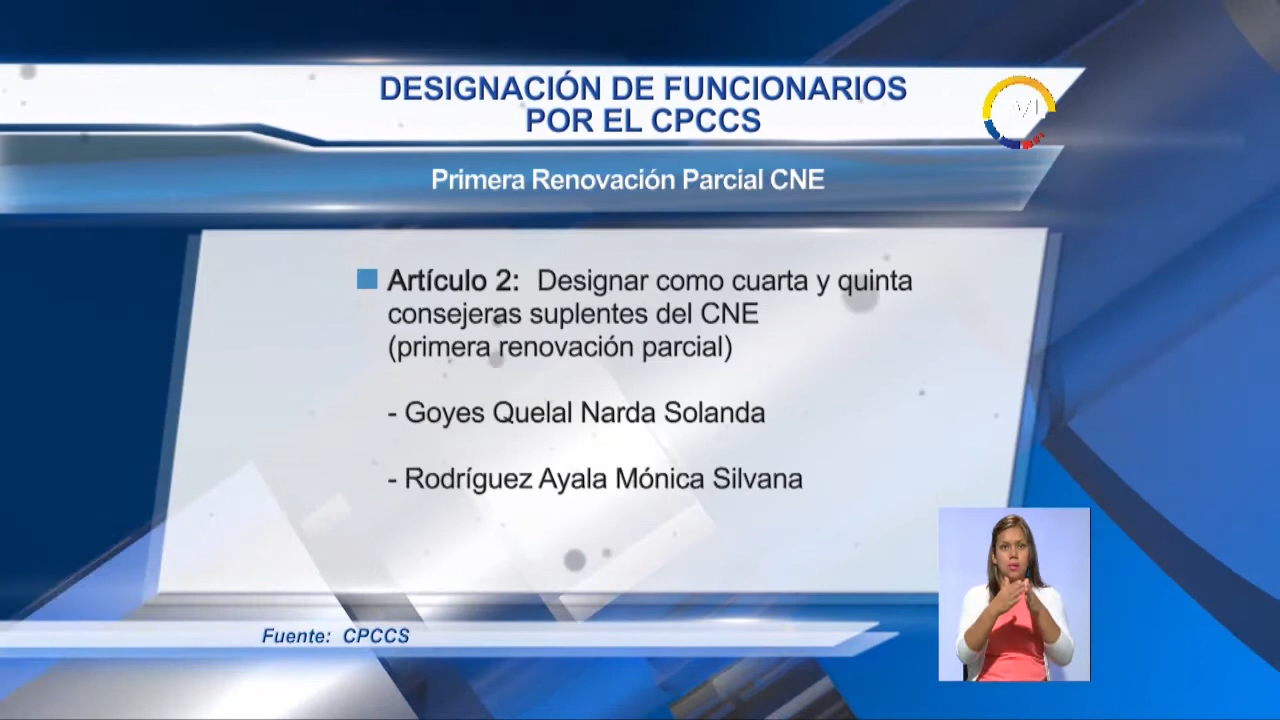 DESIGNACIÓN DE FUNCIONARIOS
POR EL CPCCS
Primera Renovación Parcial CNE
Artículo 2: Designar como cuarta y quinta
consejeras suplentes del CNE
(primera renovación parcial)
- Goyes Quelal Narda Solanda
- Rodríguez Ayala Mónica Silvana
Fuente: CPCCS